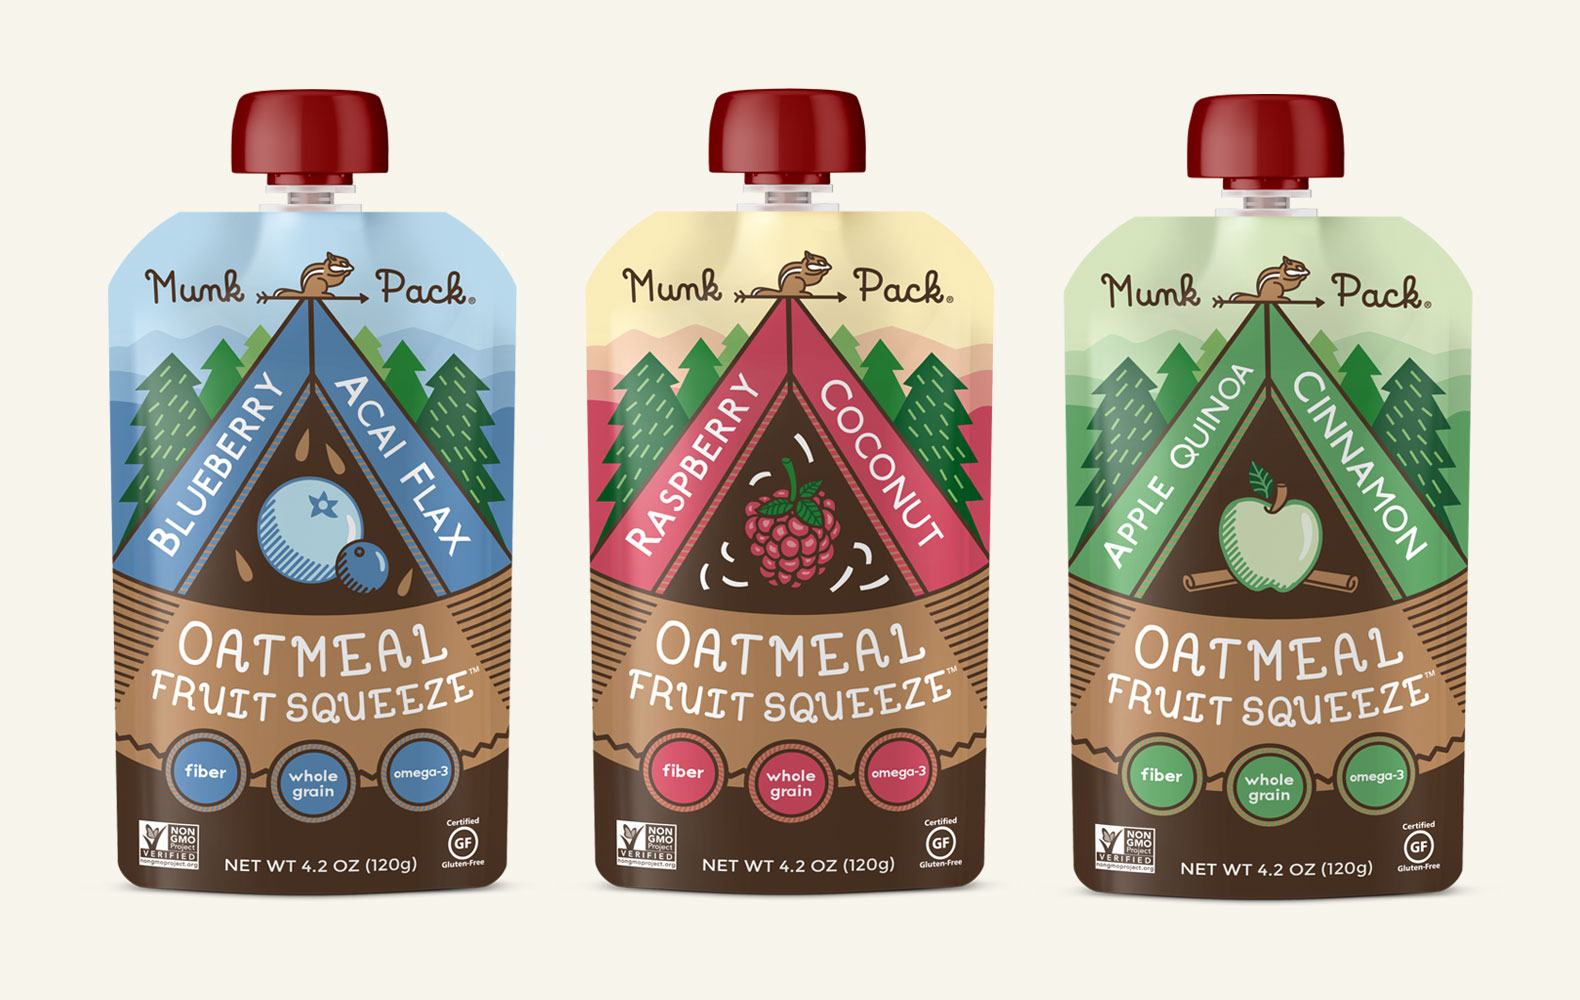 Munk Pack®
BLUEBERRY
ACAI FLAX
OATMEAL
FRUIT SQUEEZE™
fiber
whole
grain
omega-3
NON
GMO
Project
VERIFIED
nongmoproject.org
NET WT 4.2 OZ (120g)
Certified
GF
Gluten-Free
Munk Pack®
RASPBERRY
COCONUT
OATMEAL
FRUIT SQUEEZE™
fiber
whole
grain
omega-3
NON
GMO
Project
VERIFIED
nongmoproject.org
NET WT 4.2 OZ (120g)
Certified
GF
Gluten-Free
Munk Pack®
APPLE QUINOA
CINNAMON
OATMEAL
FRUIT SQUEEZE™
fiber
whole
grain
omega-3
NON
GMO
Project
VERIFIED
nongmoproject.org
NET WT 4.2 OZ (120g)
Certified
GF
Gluten-Free